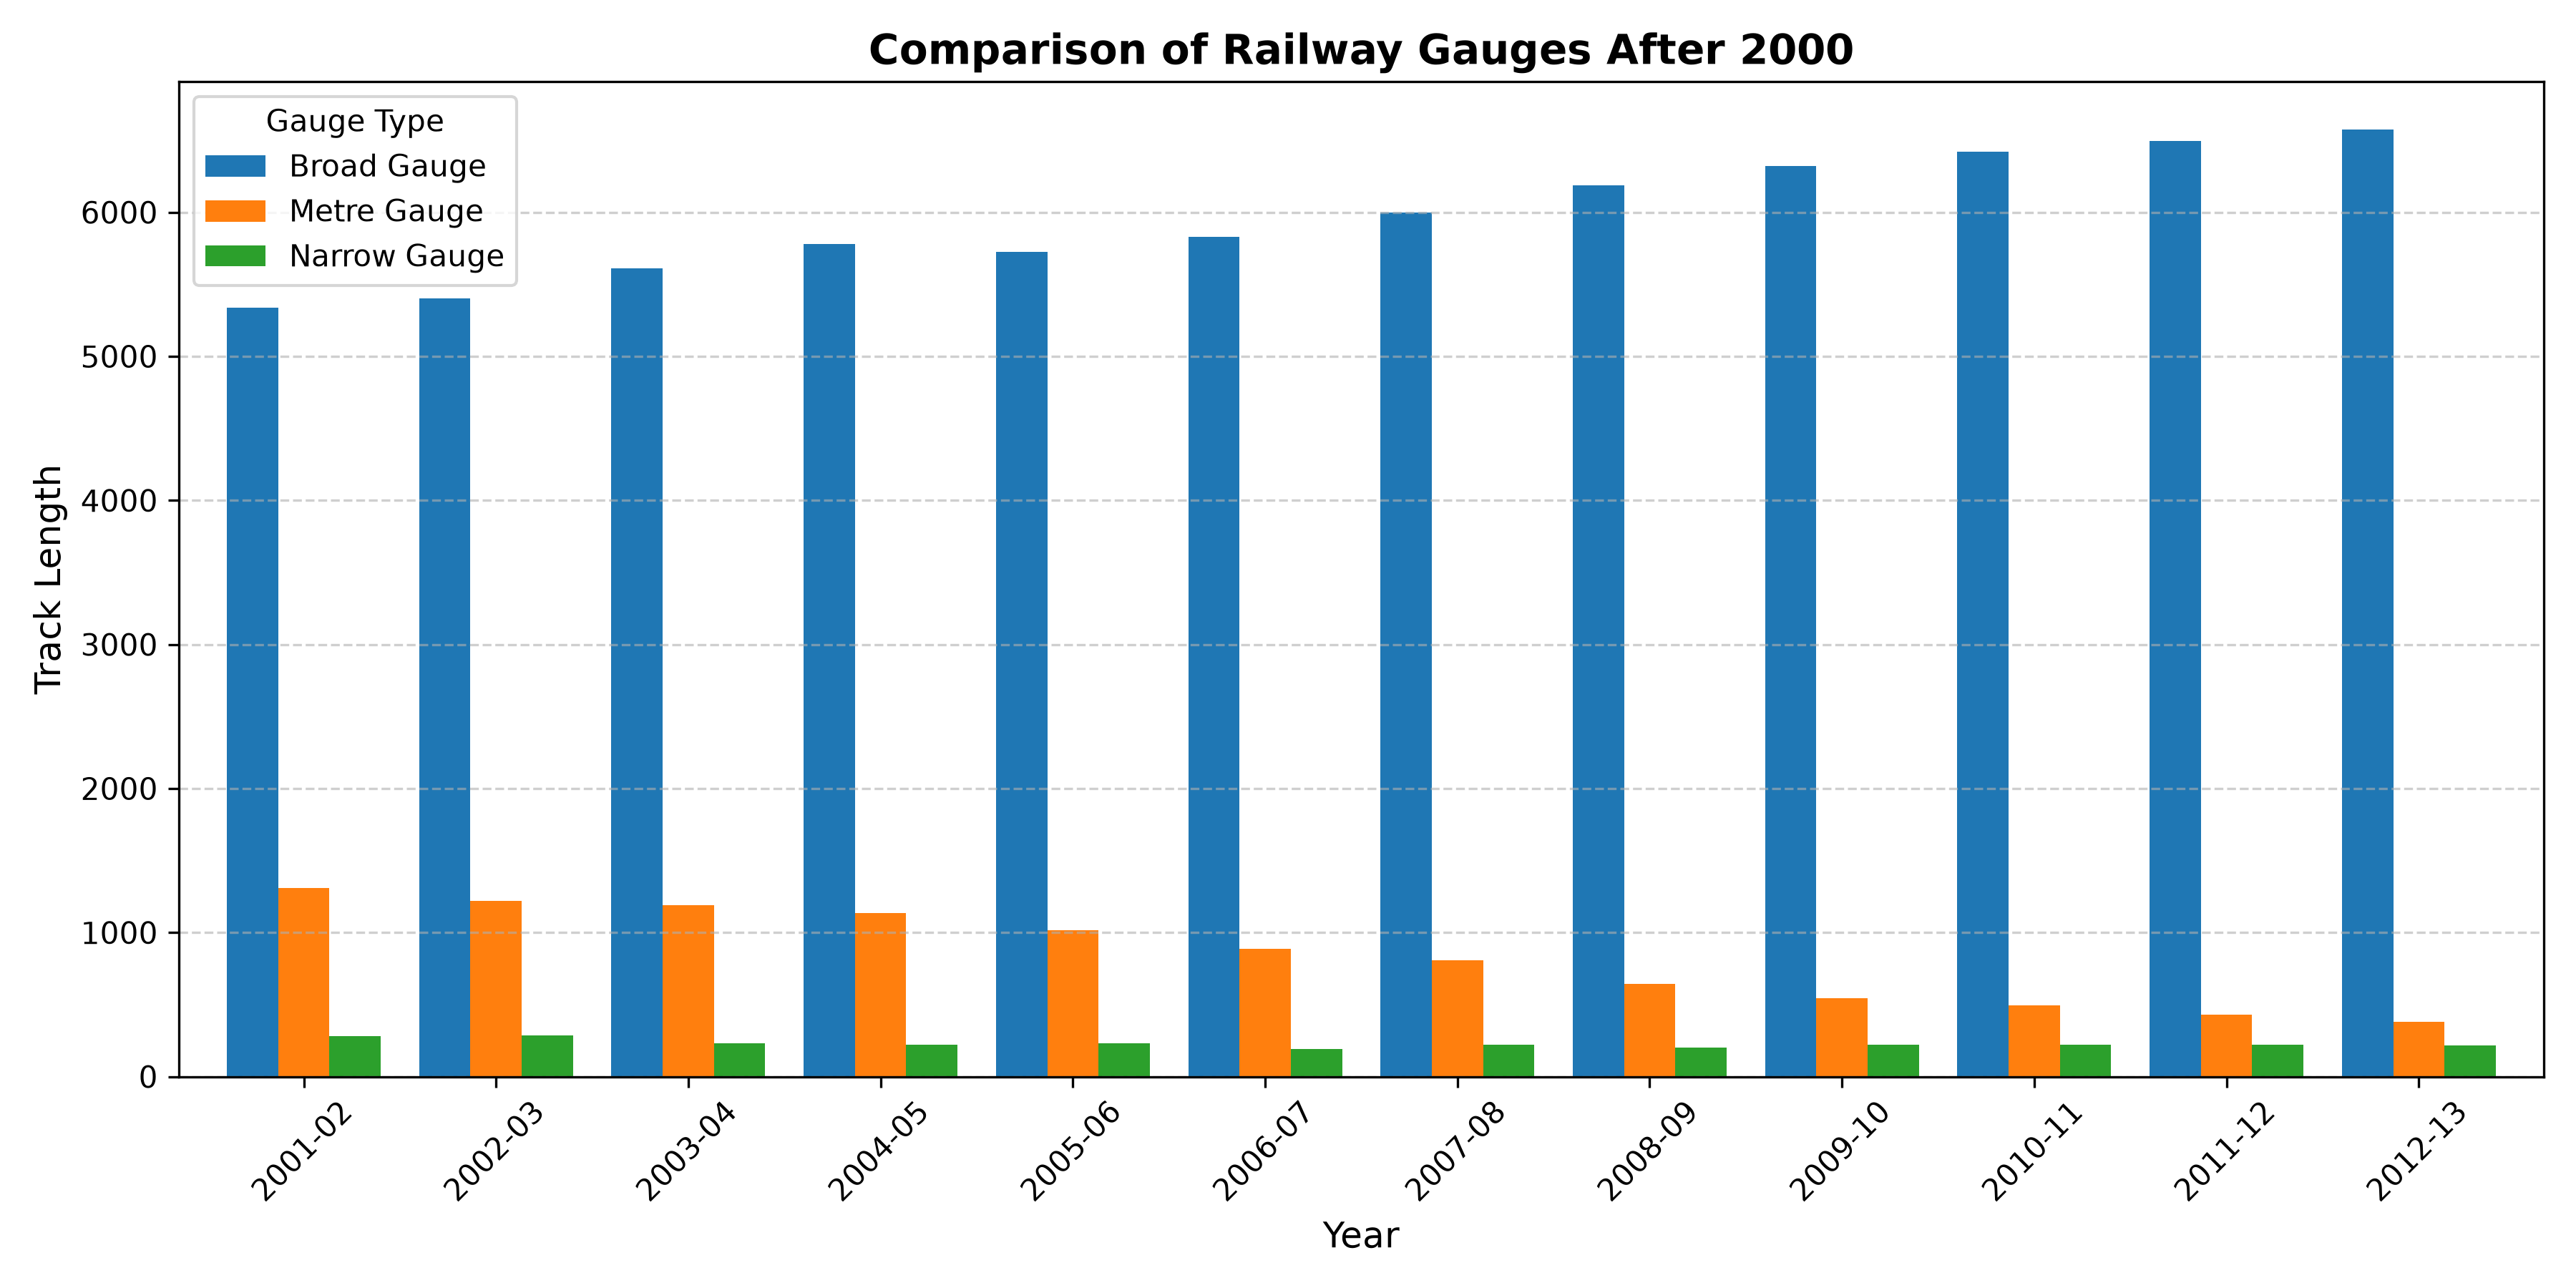 Comparison of Railway Gauges After 2000
Gauge Type
Broad Gauge
Metre Gauge
Narrow Gauge
Track Length
6000
5000
4000
3000
2000
1000
0
2001-02
2002-03
2003-04
2004-05
2005-06
2006-07
2007-08
2008-09
2009-10
2010-11
2011-12
2012-13
Year